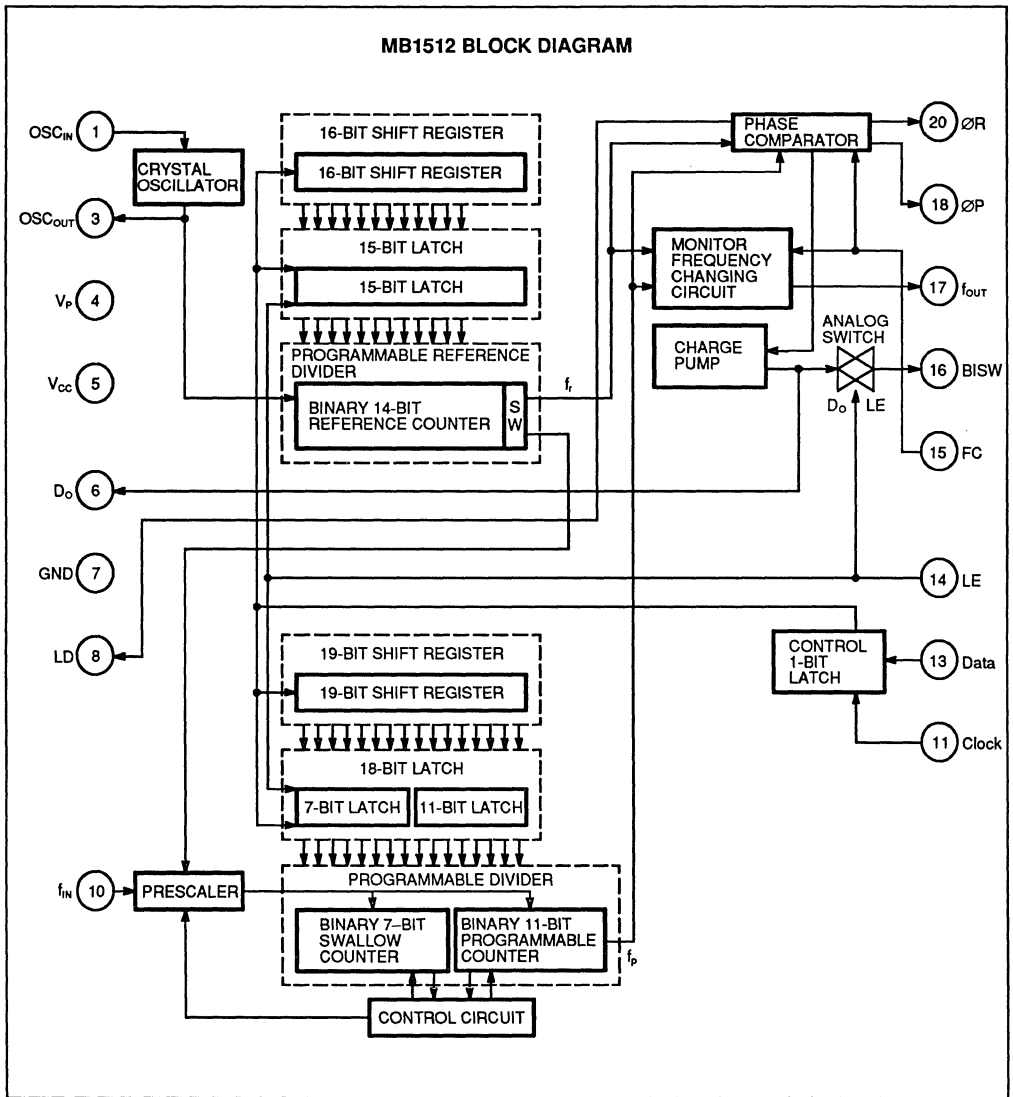 MB1512 BLOCK DIAGRAM
OSCIN 1
CRYSTAL
OSCILLATOR
OSCOUT 3
VP 4
VCC 5
DO 6
GND 7
LD 8
fIN 10
PRESCALER
16-BIT SHIFT REGISTER
16-BIT SHIFT REGISTER
15-BIT LATCH
15-BIT LATCH
PROGRAMMABLE REFERENCE
DIVIDER
BINARY 14-BIT
REFERENCE COUNTER
S
W
fr
19-BIT SHIFT REGISTER
19-BIT SHIFT REGISTER
18-BIT LATCH
7-BIT LATCH
11-BIT LATCH
PROGRAMMABLE DIVIDER
BINARY 7–BIT
SWALLOW
COUNTER
BINARY 11-BIT
PROGRAMMABLE
COUNTER
fp
CONTROL CIRCUIT
PHASE
COMPARATOR
MONITOR
FREQUENCY
CHANGING
CIRCUIT
CHARGE
PUMP
ANALOG
SWITCH
DO LE
20 ØR
18 ØP
17 fOUT
16 BISW
15 FC
14 LE
CONTROL
1-BIT
LATCH
13 Data
11 Clock